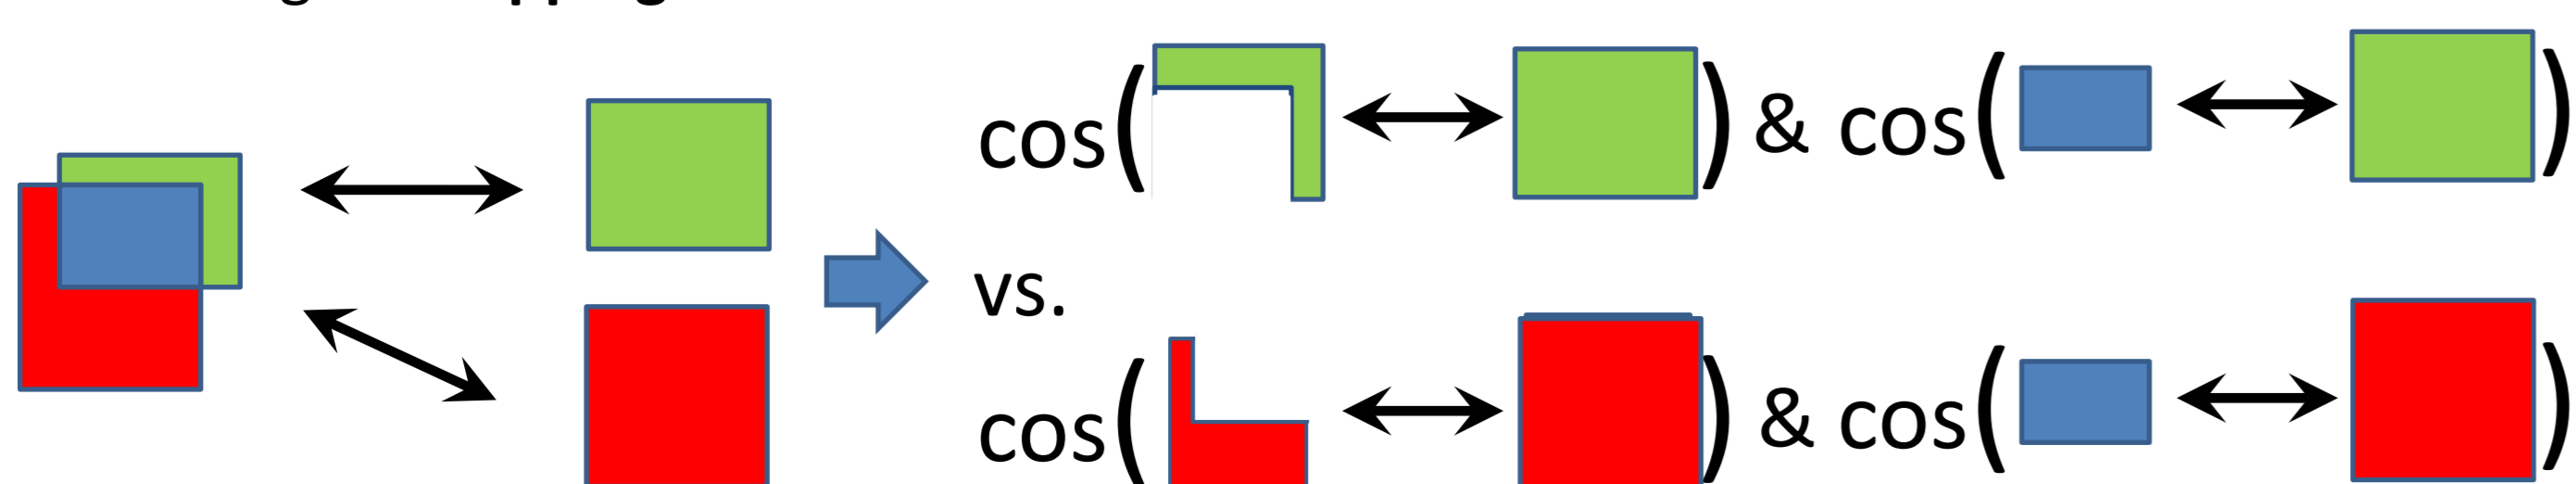 cos( ) & cos( )
vs.
cos( ) & cos( )